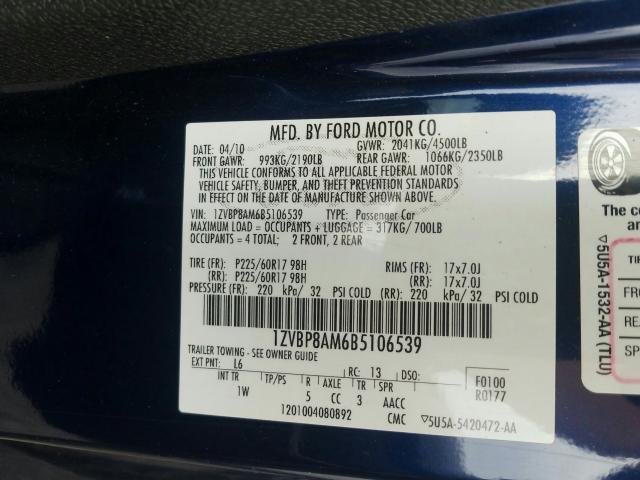 MFD. BY FORD MOTOR CO.
DATE: 04/10 GVWR: 2041KG/4500LB
FRONT GAWR: 993KG/2190LB REAR GAWR: 1066KG/2350LB
THIS VEHICLE CONFORMS TO ALL APPLICABLE FEDERAL MOTOR
VEHICLE SAFETY, BUMPER, AND THEFT PREVENTION STANDARDS
IN EFFECT ON THE DATE OF MANUFACTURE SHOWN ABOVE.
VIN: 1ZVBP8AM6B5106539 TYPE: Passenger Car
MAXIMUM LOAD = OCCUPANTS + LUGGAGE = 317KG/ 700LB
OCCUPANTS = 4 TOTAL; 2 FRONT, 2 REAR
TIRE (FR): P225/60R17 98H RIMS (FR): 17x7.0J
(RR): P225/60R17 98H (RR): 17x7.0J
PRESSURE (FR): 220 kPa/ 32 PSI COLD (RR): 220 kPa/ 32 PSI COLD
1ZVBP8AM6B5106539
TRAILER TOWING - SEE OWNER GUIDE
EXT PNT: L6 RC: 13 DSO: F0100
INT TR TP/PS R AXLE TR SPR R0177
1W 5 CC 3 AACC
1201004080892 CMC ▽5U5A-5420472-AA
The co
an
▽5U5A-1532-AA (TLU)
TI
FRO
REA
S